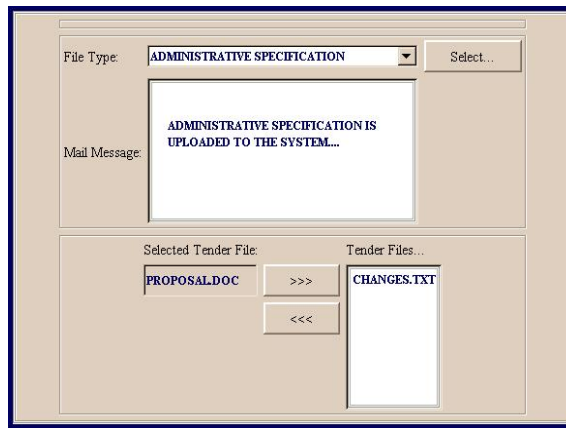 File Type: ADMINISTRATIVE SPECIFICATION Select...
ADMINISTRATIVE SPECIFICATION IS
UPLOADED TO THE SYSTEM....
Mail Message:
Selected Tender File: Tender Files...
PROPOSAL.DOC >>> CHANGES.TXT
<<<